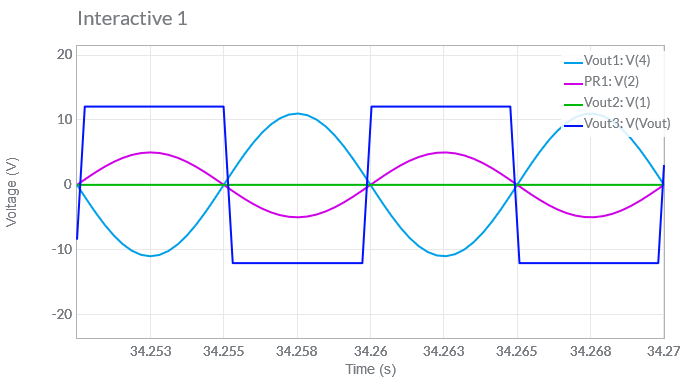 Interactive 1
20
10
0
-10
-20
Voltage (V)
Vout1: V(4)
PR1: V(2)
Vout2: V(1)
Vout3: V(Vout)
34.253 34.255 34.258 34.26 34.263 34.265 34.268 34.27
Time (s)